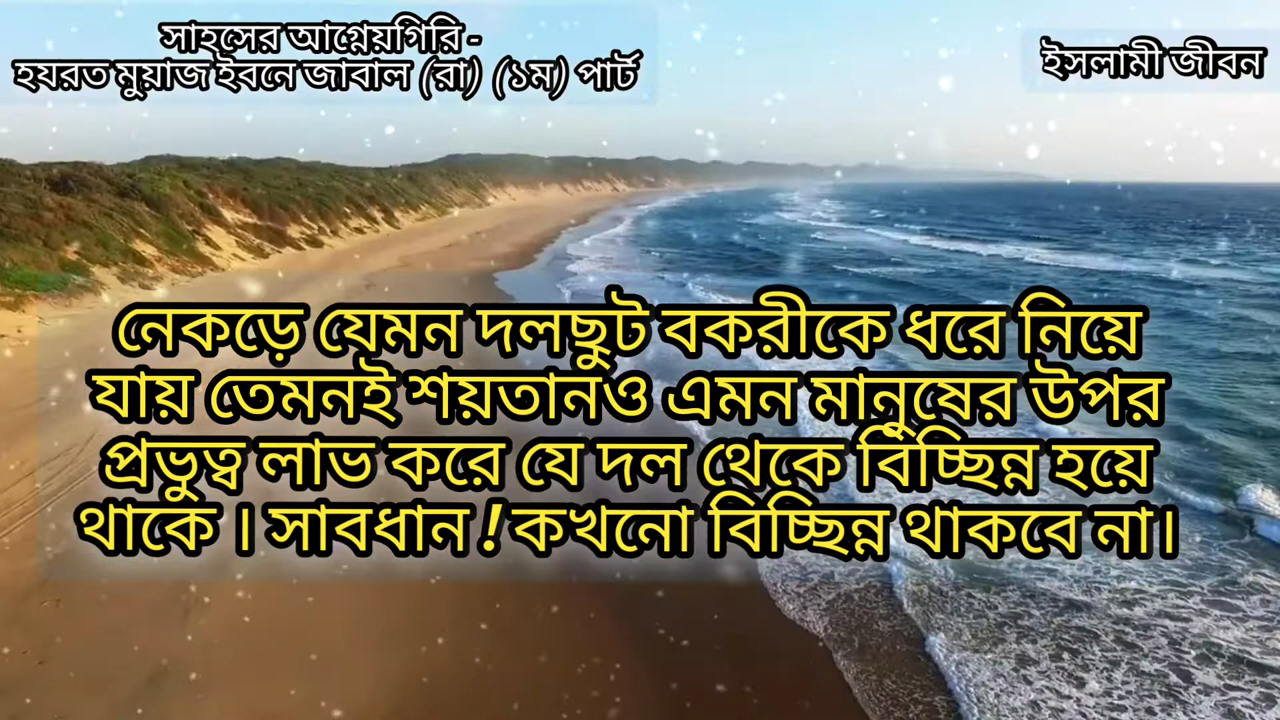 সাহসের আগ্নেয়গিরি -
হযরত মুয়াজ ইবনে জাবাল (রা) (১ম) পার্ট
ইসলামী জীবন
নেকড়ে যেমন দলছুট বকরীকে ধরে নিয়ে
যায় তেমনই শয়তানও এমন মানুষের উপর
প্রভুত্ব লাভ করে যে দল থেকে বিচ্ছিন্ন হয়ে
থাকে । সাবধান ! কখনো বিচ্ছিন্ন থাকবে না।